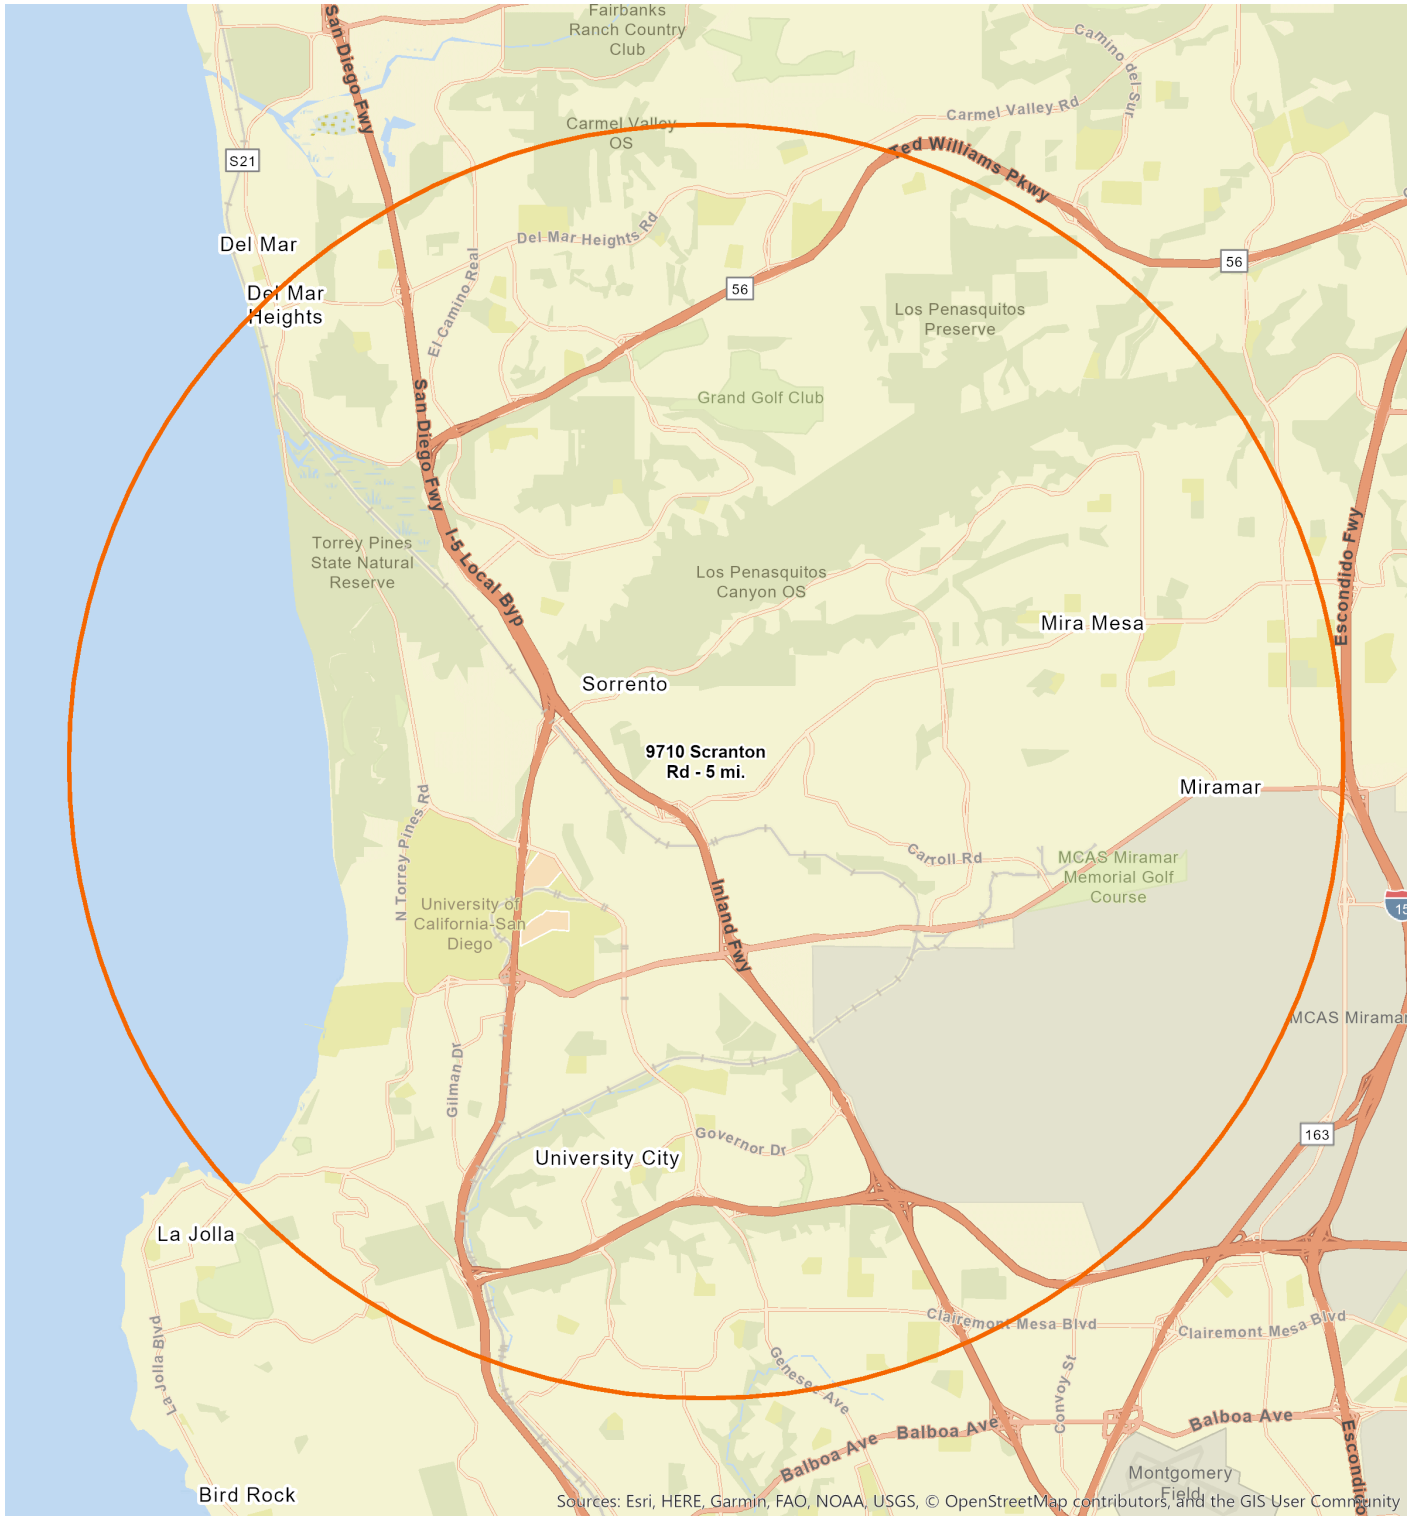 Fairbanks
Ranch Country
Club
San Diego Fwy
Camino del Sur
Carmel Valley Rd
Carmel Valley
OS
Ted Williams Pkwy
S21
Del Mar Heights Rd
Del Mar
El Camino Real
56
56
Del Mar
Heights
Los Penasquitos
Preserve
San Diego Fwy
Grand Golf Club
Escondido Fwy
I-5 Local Byp
Torrey Pines
State Natural
Reserve
Los Penasquitos
Canyon OS
Mira Mesa
Sorrento
9710 Scranton
Rd - 5 mi.
Miramar
N Torrey Pines Rd
Carroll Rd
MCAS Miramar
Memorial Golf
Course
Inland Fwy
University of
California-San
Diego
15
MCAS Miramar
Gilman Dr
Governor Dr
163
University City
La Jolla
Clairemont Mesa Blvd
Clairemont Mesa Blvd
La Jolla Blvd
Genesee Ave
Convoy St
Balboa Ave
Balboa Ave
Balboa Ave
Escondido
Montgomery
Field
Bird Rock
Sources: Esri, HERE, Garmin, FAO, NOAA, USGS, © OpenStreetMap contributors, and the GIS User Community